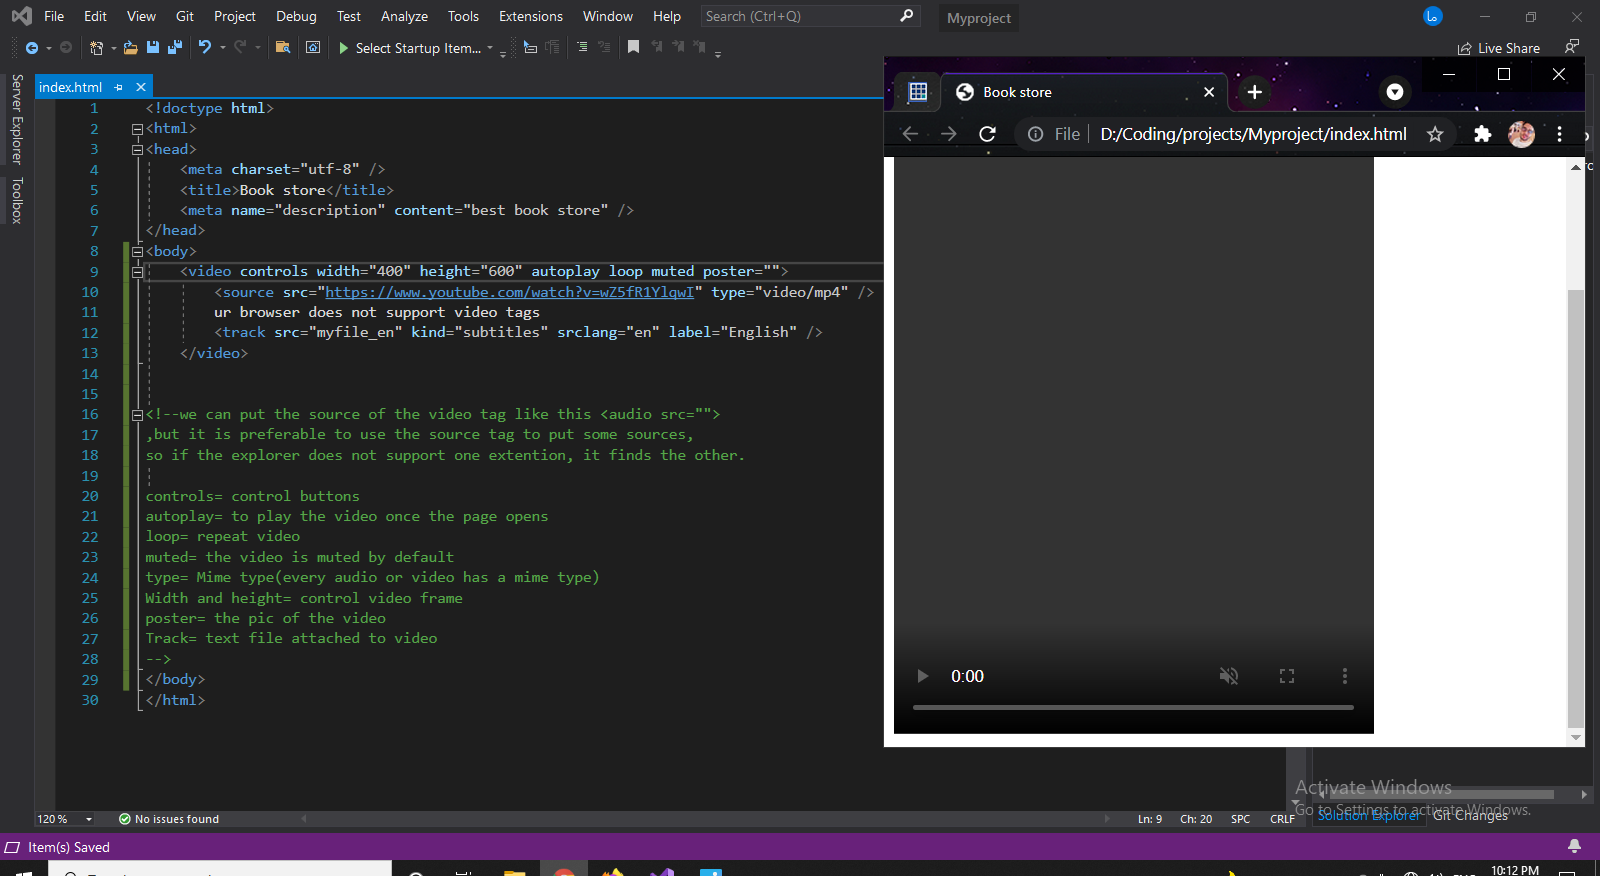 File Edit View Git Project Debug Test Analyze Tools Extensions Window Help Search (Ctrl+Q) Myproject
Select Startup Item... Live Share
Server Explorer
Toolbox
index.html
1 <!doctype html>
2 <html>
3 <head>
4 <meta charset="utf-8" />
5 <title>Book store</title>
6 <meta name="description" content="best book store" />
7 </head>
8 <body>
9 <video controls width="400" height="600" autoplay loop muted poster="">
10 <source src="https://www.youtube.com/watch?v=wZ5fR1YlqwI" type="video/mp4" />
11 ur browser does not support video tags
12 <track src="myfile_en" kind="subtitles" srclang="en" label="English" />
13 </video>
14
15
16 <!--we can put the source of the video tag like this <audio src="">
17 ,but it is preferable to use the source tag to put some sources,
18 so if the explorer does not support one extention, it finds the other.
19
20 controls= control buttons
21 autoplay= to play the video once the page opens
22 loop= repeat video
23 muted= the video is muted by default
24 type= Mime type(every audio or video has a mime type)
25 Width and height= control video frame
26 poster= the pic of the video
27 Track= text file attached to video
28 -->
29 </body>
30 </html>
Book store
File D:/Coding/projects/Myproject/index.html
0:00
120 % No issues found Ln: 9 Ch: 20 SPC CRLF
Activate Windows
Go to Settings to activate Windows.
Solution Explorer Git Changes
Item(s) Saved
10:12 PM